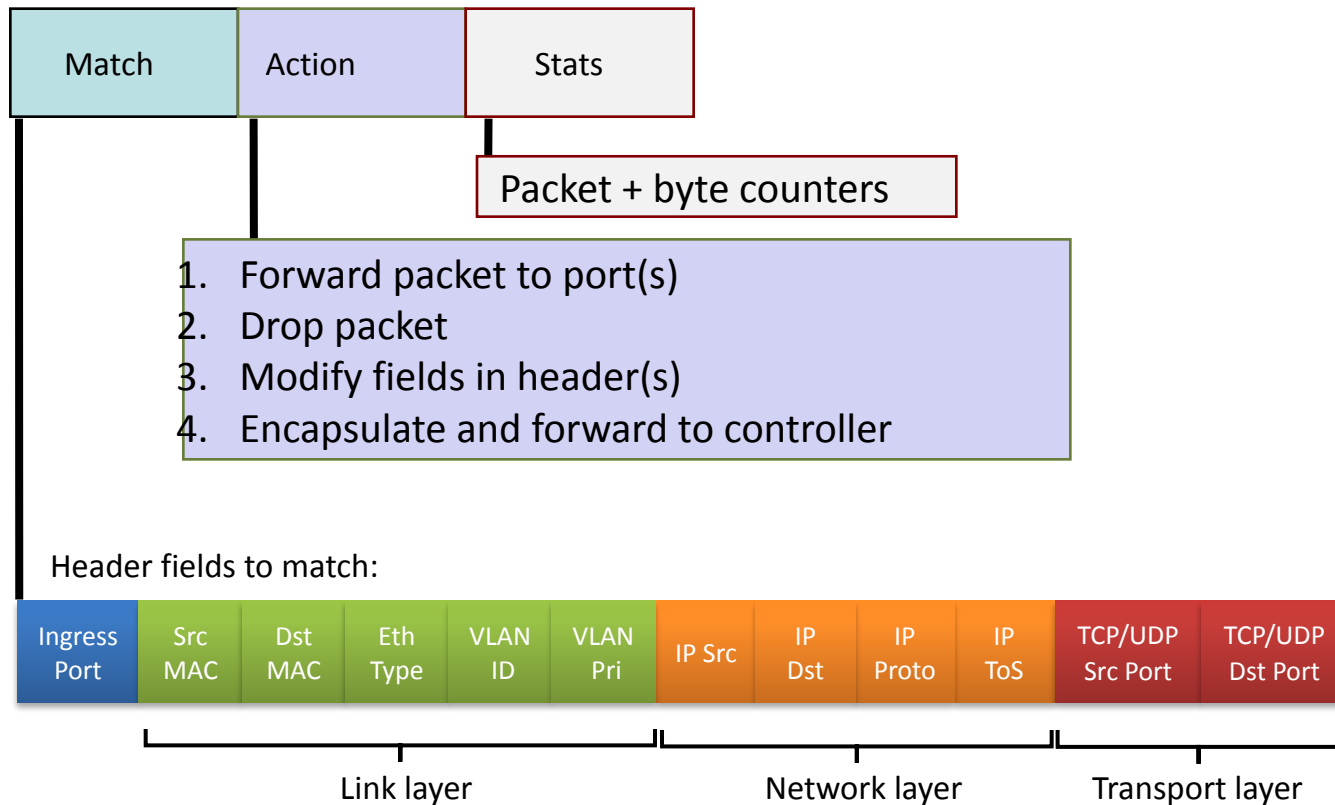 Match Action Stats
Packet + byte counters
1. Forward packet to port(s)
2. Drop packet
3. Modify fields in header(s)
4. Encapsulate and forward to controller
Header fields to match:
Ingress Port
Src MAC
Dst MAC
Eth Type
VLAN ID
VLAN Pri
IP Src
IP Dst
IP Proto
IP ToS
TCP/UDP Src Port
TCP/UDP Dst Port
Link layer Network layer Transport layer